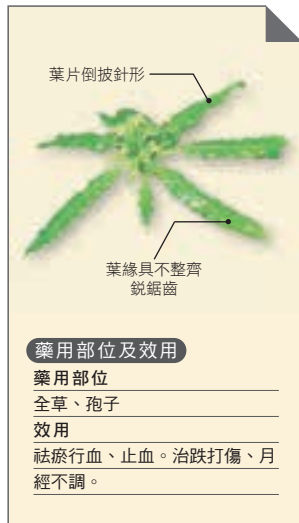 葉片倒披針形
葉緣具不整齊
銳鋸齒
藥用部位及效用
藥用部位
全草、孢子
效用
祛瘀行血、止血。治跌打傷、月
經不調。